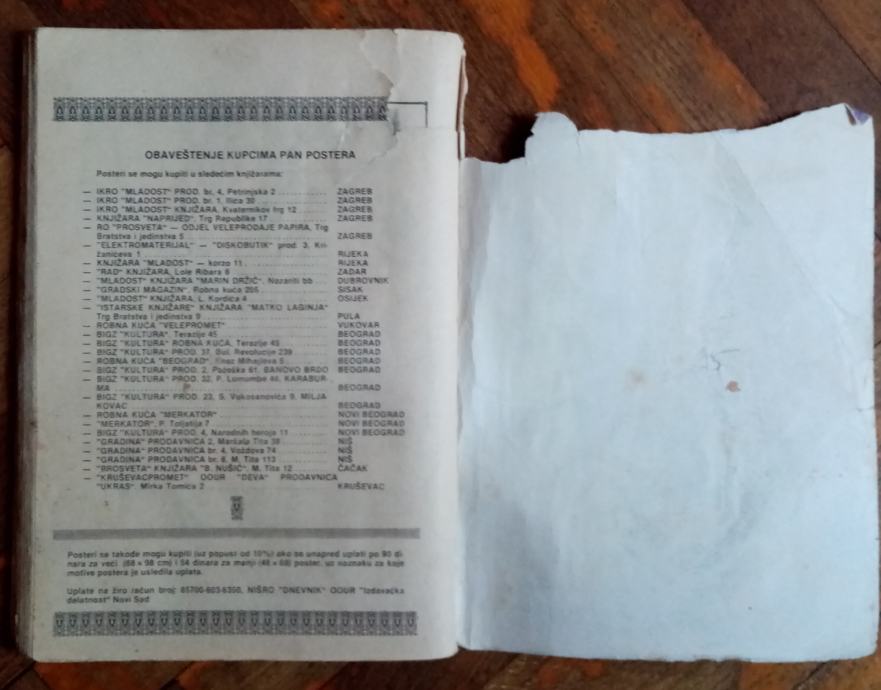 OBAVEŠTENJE KUPCIMA PAN POSTERA
Posteri se mogu kupiti u sledećim knjižarama:
— IKRO "MLADOST" PROD. br. 4, Petrinjska 2 ZAGREB
— IKRO "MLADOST" PROD. br. 1, Ilica 30 ZAGREB
— IKRO "MLADOST" KNJIŽARA, Kvaternikov trg 12 ZAGREB
— KNJIŽARA "NAPRIJED", Trg Republike 17 ZAGREB
— RO "PROSVETA" — ODJEL VELEPRODAJE PAPIRA, Trg
Bratstva i jedinstva 5 ZAGREB
— "ELEKTROMATERIJAL" — "DISKOBUTIK" prod. 3, Kri-
žanićeva 1 RIJEKA
— KNJIŽARA "MLADOST" — korzo 11 RIJEKA
— "RAD" KNJIŽARA, Lole Ribara 8 ZADAR
— "MLADOST" KNJIŽARA "MARIN DRŽIĆ", bb DUBROVNIK
— "GRADSKI MAGAZIN", Robna kuća SISAK
— "MLADOST" KNJIŽARA, L. Kordića 4 OSIJEK
— "ISTARSKE KNJIŽARE" KNJIŽARA "MATKO LAGINJA"
Trg Bratstva i jedinstva 9 PULA
— ROBNA KUĆA "VELEPROMET" VUKOVAR
— BIGZ "KULTURA", Terazije 45 BEOGRAD
— BIGZ "KULTURA" ROBNA KUĆA, Terazije 45 BEOGRAD
— BIGZ "KULTURA" PROD. 37, Bul. Revolucije 239 BEOGRAD
— ROBNA KUĆA "BEOGRAD", Knez Mihajlova 5 BEOGRAD
— BIGZ "KULTURA" PROD. 2, Požeška 61, BANOVO BRDO BEOGRAD
— BIGZ "KULTURA" PROD. 32, P. Lumumbe KARABUR-
MA BEOGRAD
— BIGZ "KULTURA" PROD. 23, S. Vukosanovića 9, MILJA
KOVAC BEOGRAD
— ROBNA KUĆA "MERKATOR" NOVI BEOGRAD
— "MERKATOR", P. Toljatija 7 NOVI BEOGRAD
— BIGZ "KULTURA" PROD. 4, Narodnih heroja 11 NOVI BEOGRAD
— "GRADINA" PRODAVNICA 2, Maršala Tita 38 NIŠ
— "GRADINA" PRODAVNICA br. 4, Voždova 74 NIŠ
— "GRADINA" PRODAVNICA br. 6, M. Tita 113 NIŠ
— "PROSVETA" KNJIŽARA "B. NUŠIĆ", M. Tita 12 ČAČAK
— "KRUŠEVACPROMET" OOUR "DEVA" PRODAVNICA
"UKRAS", Mirka Tomića 2 KRUŠEVAC
Posteri se takođe mogu kupiti (uz popust od 10%) ako se unapred uplati po 90 di-
nara za veći (68 × 98 cm) i 54 dinara za manji (48 × 68) poster, uz naznaku za koje
motive postera je usledila uplata.
Uplate na žiro račun broj: 65700-603-6350, NIŠRO "DNEVNIK" OOUR "Izdavačka
delatnost" Novi Sad